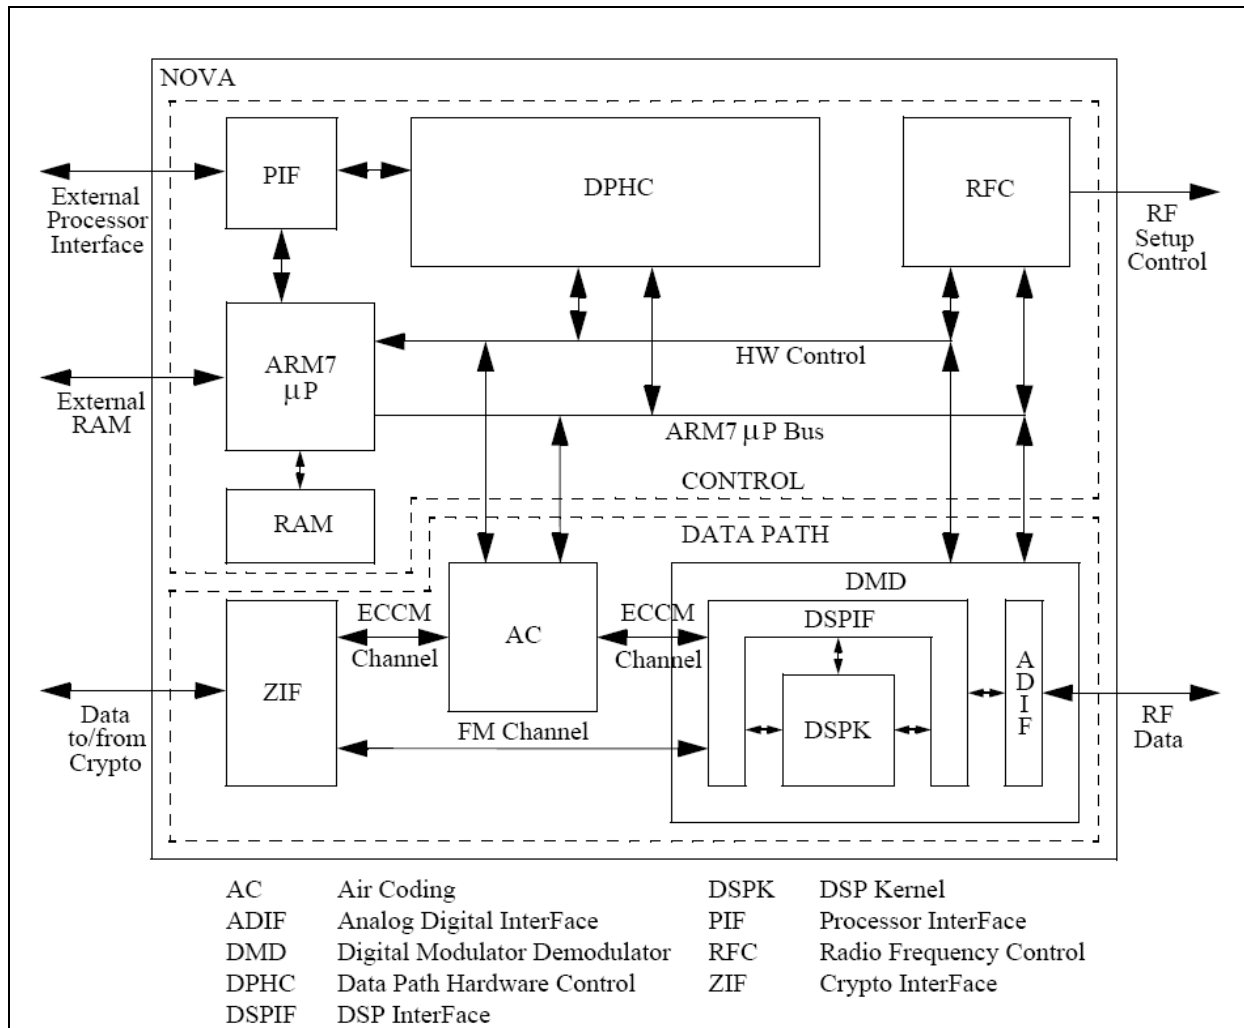 NOVA
PIF
DPHC
RFC
External
Processor
Interface
RF
Setup
Control
HW Control
ARM7
μP
External
RAM
ARM7 μP Bus
CONTROL
RAM
DATA PATH
DMD
ECCM
Channel
AC
ECCM
Channel
DSPIF
ZIF
DSPK
A
D
I
F
FM Channel
Data
to/from
Crypto
RF
Data
AC Air Coding
ADIF Analog Digital InterFace
DMD Digital Modulator Demodulator
DPHC Data Path Hardware Control
DSPIF DSP InterFace
DSPK DSP Kernel
PIF Processor InterFace
RFC Radio Frequency Control
ZIF Crypto InterFace